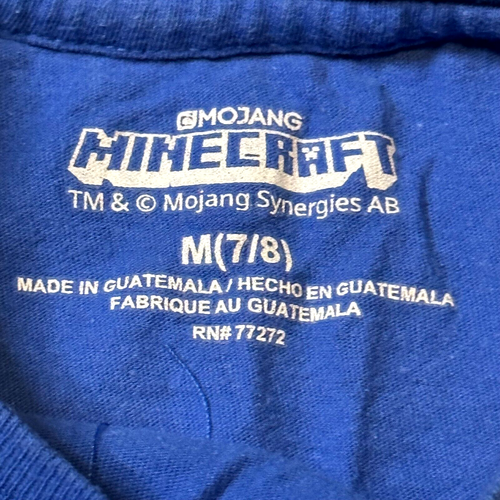 MOJANG
MINECRAFT
TM & © Mojang Synergies AB
M(7/8)
MADE IN GUATEMALA / HECHO EN GUATEMALA
FABRIQUE AU GUATEMALA
RN# 77272